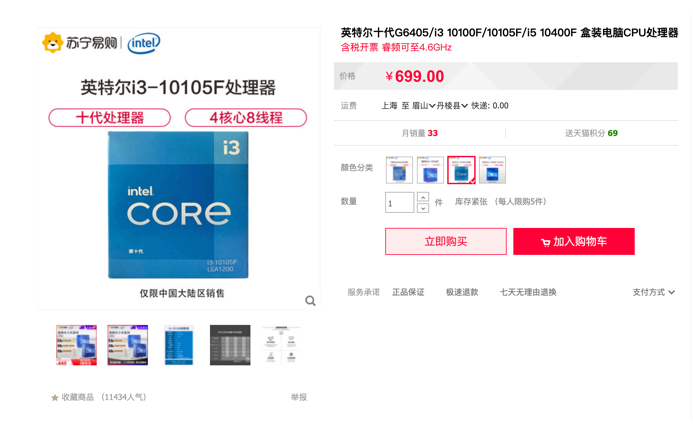 苏宁易购 intel
英特尔i3-10105F处理器
十代处理器 4核心8线程
i3
intel.
CORE
第十代
i3-10105F
LGA1200
仅限中国大陆区销售
收藏商品 （11434人气） 举报
英特尔十代G6405/i3 10100F/10105F/i5 10400F 盒装电脑CPU处理器
含税开票 睿频可至4.6GHz
价格 ¥699.00
运费 上海 至 眉山 丹棱县 快递: 0.00
月销量 33 送天猫积分 69
颜色分类
数量 1 件 库存紧张 （每人限购5件）
立即购买 加入购物车
服务承诺 正品保证 极速退款 七天无理由退换 支付方式